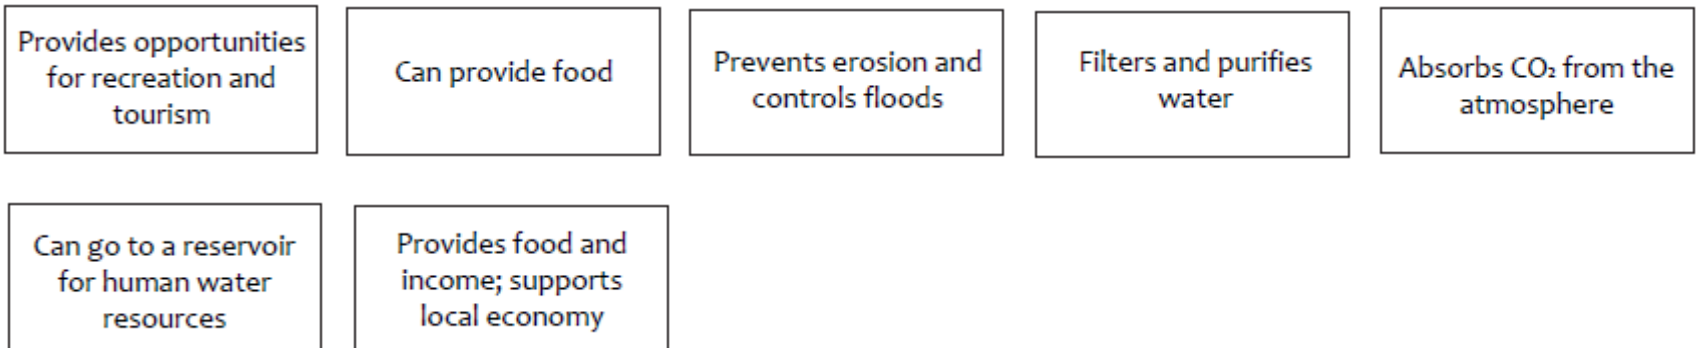 Provides opportunities
for recreation and
tourism
Can provide food
Prevents erosion and
controls floods
Filters and purifies
water
Absorbs CO₂ from the
atmosphere
Can go to a reservoir
for human water
resources
Provides food and
income; supports
local economy